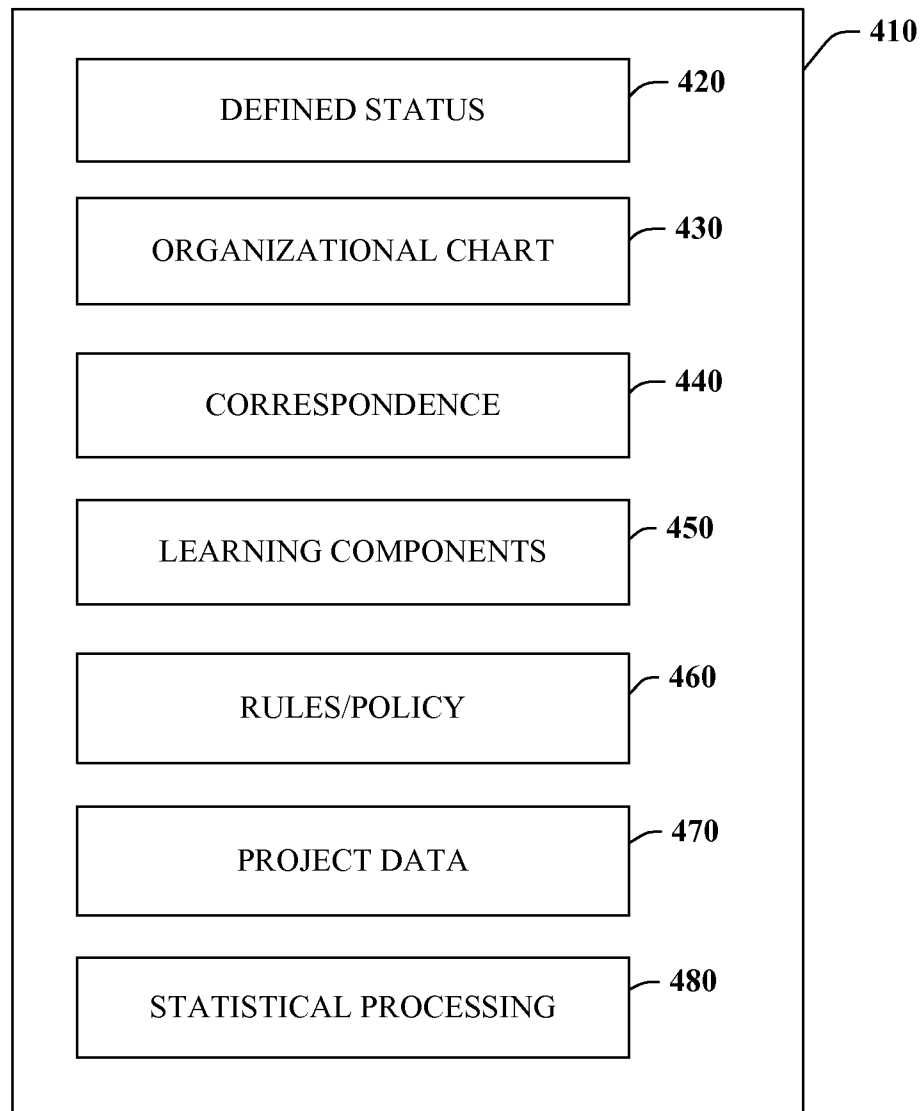 410
DEFINED STATUS 420
ORGANIZATIONAL CHART 430
CORRESPONDENCE 440
LEARNING COMPONENTS 450
RULES/POLICY 460
PROJECT DATA 470
STATISTICAL PROCESSING 480